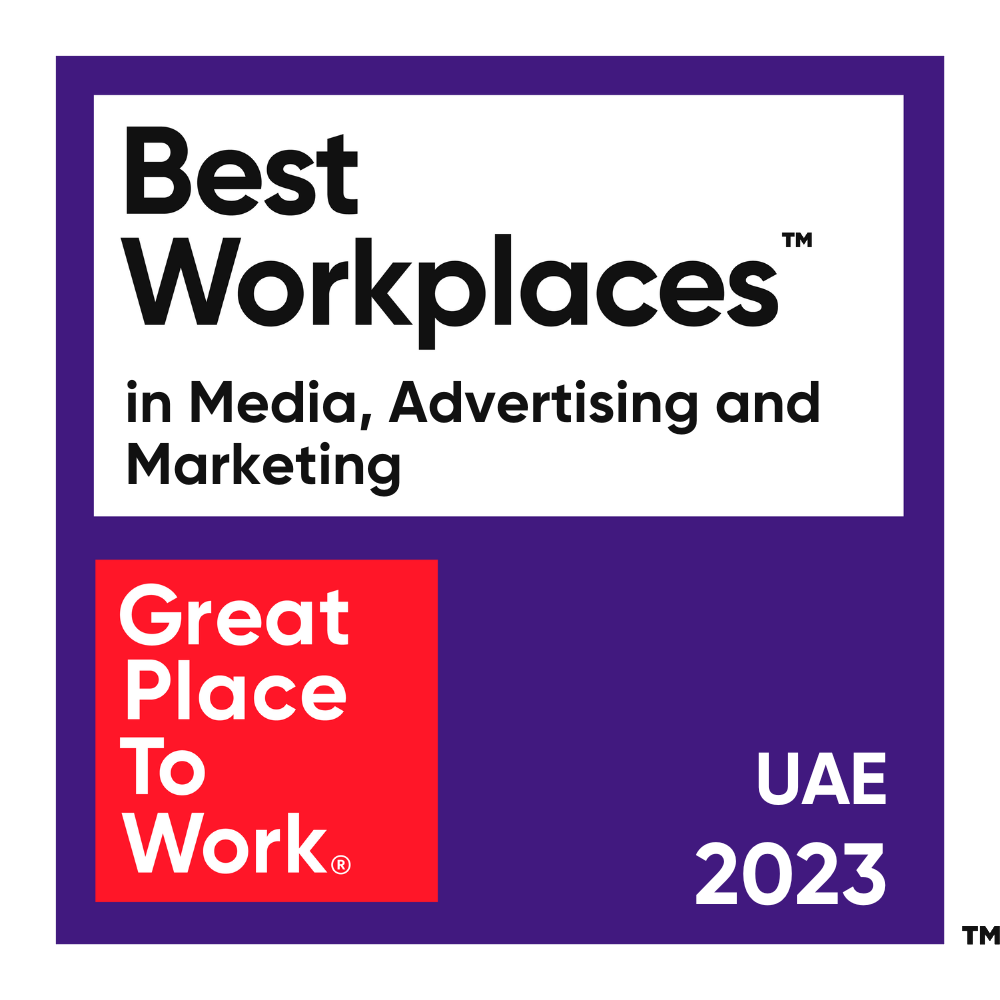 Best
Workplaces™
in Media, Advertising and
Marketing
Great
Place
To
Work®
UAE
2023
TM